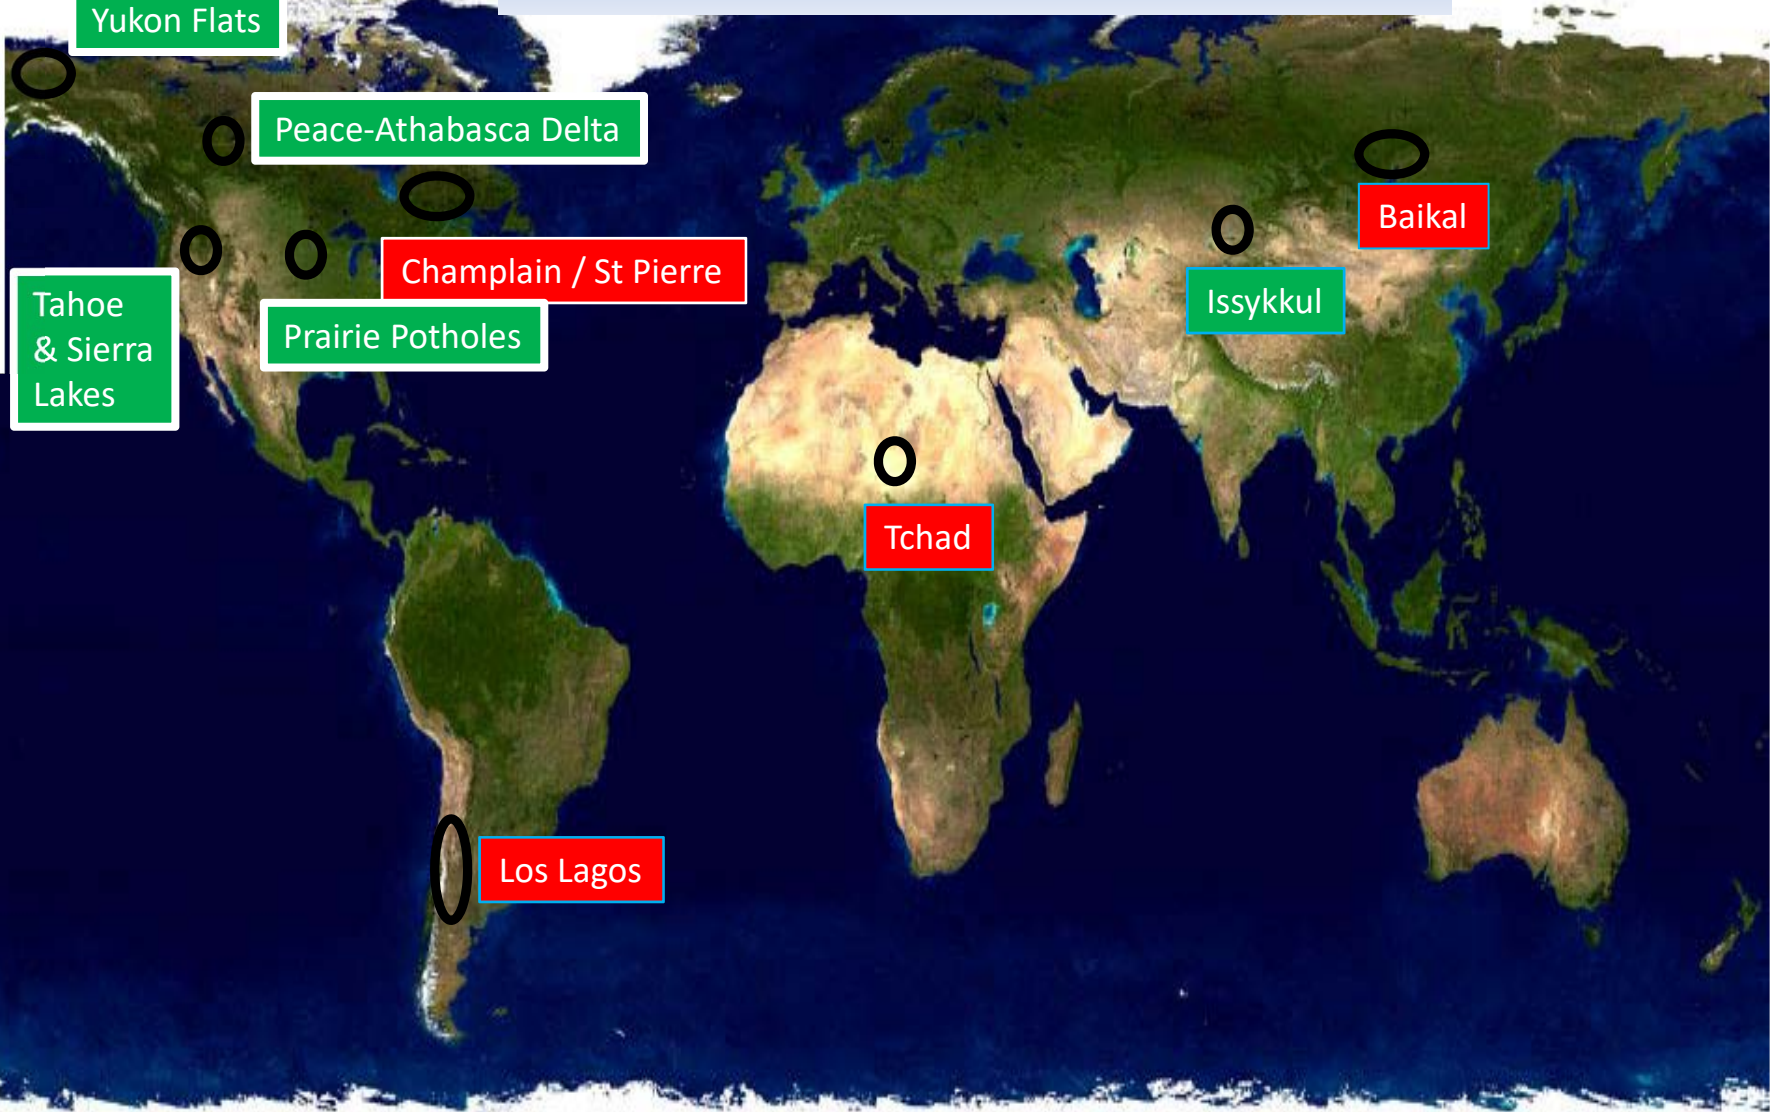 Yukon Flats
Peace-Athabasca Delta
Baikal
Champlain / St Pierre
Issykkul
Tahoe
& Sierra
Lakes
Prairie Potholes
Tchad
Los Lagos